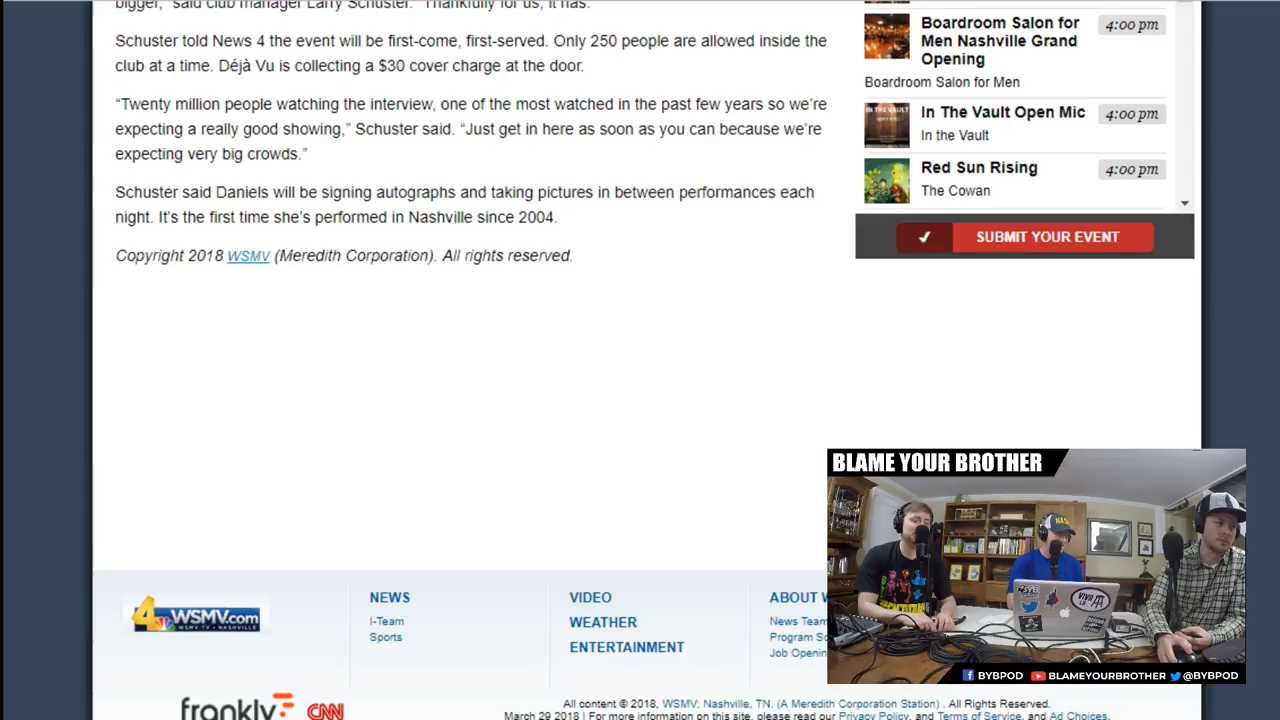 bigger," said club manager Larry Schuster. "Thankfully for us, it has."
Schuster told News 4 the event will be first-come, first-served. Only 250 people are allowed inside the
club at a time. Déjà Vu is collecting a $30 cover charge at the door.
“Twenty million people watching the interview, one of the most watched in the past few years so we’re
expecting a really good showing,” Schuster said. “Just get in here as soon as you can because we’re
expecting very big crowds.”
Schuster said Daniels will be signing autographs and taking pictures in between performances each
night. It’s the first time she’s performed in Nashville since 2004.
Copyright 2018 WSMV (Meredith Corporation). All rights reserved.
Boardroom Salon for
Men Nashville Grand
Opening
4:00 pm
Boardroom Salon for Men
In The Vault Open Mic
4:00 pm
In the Vault
Red Sun Rising
4:00 pm
The Cowan
✓ SUBMIT YOUR EVENT
BLAME YOUR BROTHER
BYBPOD BLAMEYOURBROTHER @BYBPOD
4 WSMV.com
WSMV-TV • NASHVILLE
NEWS
I-Team
Sports
VIDEO
WEATHER
ENTERTAINMENT
ABOUT
News Team
Program
Job
frankly CNN
All content © 2018, WSMV; Nashville, TN. (A Meredith Corporation Station) . All Rights Reserved.
March 29 2018 | For more information on this site, please read our Privacy Policy, and Terms of Service, and Ad Choices.